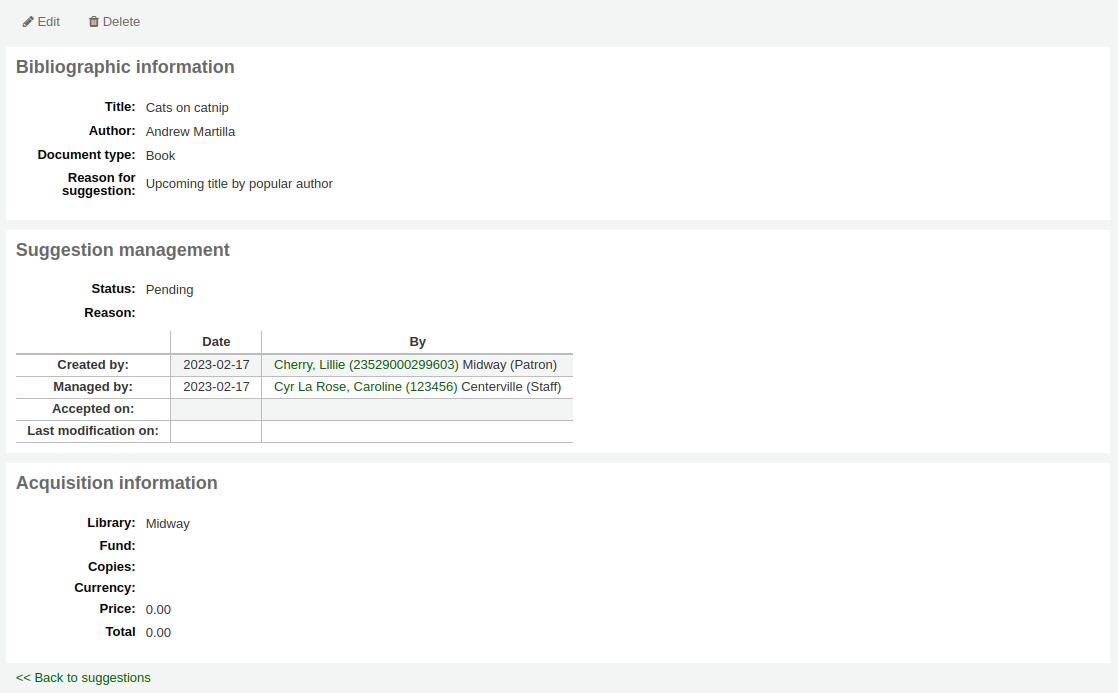 Edit Delete
Bibliographic information
Title: Cats on catnip
Author: Andrew Martilla
Document type: Book
Reason for
suggestion: Upcoming title by popular author
Suggestion management
Status: Pending
Reason:
Date By
Created by: 2023-02-17 Cherry, Lillie (23529000299603) Midway (Patron)
Managed by: 2023-02-17 Cyr La Rose, Caroline (123456) Centerville (Staff)
Accepted on:
Last modification on:
Acquisition information
Library: Midway
Fund:
Copies:
Currency:
Price: 0.00
Total 0.00
<< Back to suggestions